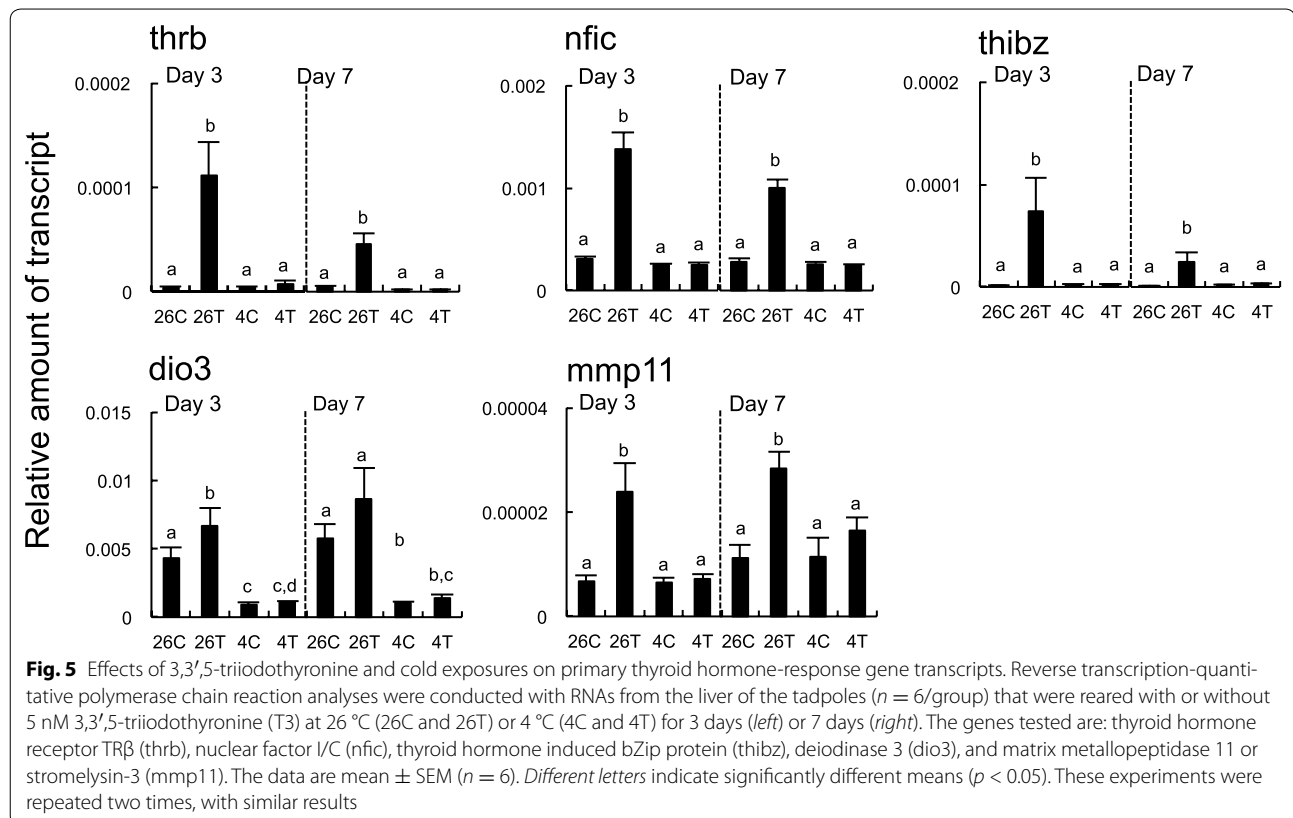 thrb
nfic
thibz
Day 3
Day 7
Day 3
Day 7
Day 3
Day 7
Relative amount of transcript
0.0002
0.0001
0
a
b
a
a
a
b
a
a
26C 26T 4C 4T 26C 26T 4C 4T
0.002
0.001
0
a
b
a
a
a
b
a
a
26C 26T 4C 4T 26C 26T 4C 4T
0.0002
0.0001
0
a
b
a
a
a
b
a
a
26C 26T 4C 4T 26C 26T 4C 4T
dio3
Day 3
Day 7
0.015
0.01
0.005
0
a
b
c
c,d
a
a
b
b,c
26C 26T 4C 4T 26C 26T 4C 4T
mmp11
Day 3
Day 7
0.00004
0.00002
0
a
b
a
a
a
b
a
a
26C 26T 4C 4T 26C 26T 4C 4T
Fig. 5 Effects of 3,3′,5-triiodothyronine and cold exposures on primary thyroid hormone-response gene transcripts. Reverse transcription-quanti-
tative polymerase chain reaction analyses were conducted with RNAs from the liver of the tadpoles (n = 6/group) that were reared with or without
5 nM 3,3′,5-triiodothyronine (T3) at 26 °C (26C and 26T) or 4 °C (4C and 4T) for 3 days (left) or 7 days (right). The genes tested are: thyroid hormone
receptor TRβ (thrb), nuclear factor I/C (nfic), thyroid hormone induced bZip protein (thibz), deiodinase 3 (dio3), and matrix metallopeptidase 11 or
stromelysin-3 (mmp11). The data are mean ± SEM (n = 6). Different letters indicate significantly different means (p < 0.05). These experiments were
repeated two times, with similar results